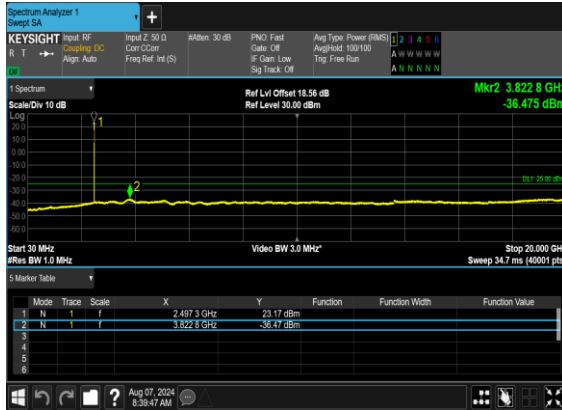 Spectrum Analyzer 1
Swept SA
+
KEYSIGHT Input: RF Input Z: 50 Ω #Atten: 30 dB PNO: Fast Avg Type: Power (RMS) 1 2 3 4 5 6
R T Coupling: DC Corr CCorr Gate: Off Avg|Hold: 100/100 A W W W W W
Align: Auto Freq Ref: Int (S) IF Gain: Low Trig: Free Run
Sig Track: Off A N N N N N
1 Spectrum Ref Lvl Offset 18.56 dB Mkr2 3.822 8 GHz
Scale/Div 10 dB Ref Level 30.00 dBm -36.475 dBm
Log
1
20.0
10.0
0.00
-10.0
-20.0 DL1 -25.00 dBm
2
-30.0
-40.0
-50.0
-60.0
Start 30 MHz Video BW 3.0 MHz* Stop 20.000 GH
#Res BW 1.0 MHz Sweep 34.7 ms (40001 pts
5 Marker Table
Mode Trace Scale X Y Function Function Width Function Value
1 N 1 f 2.497 3 GHz 23.17 dBm
2 N 1 f 3.822 8 GHz -36.47 dBm
3
4
5
6
? Aug 07, 2024
8:39:47 AM